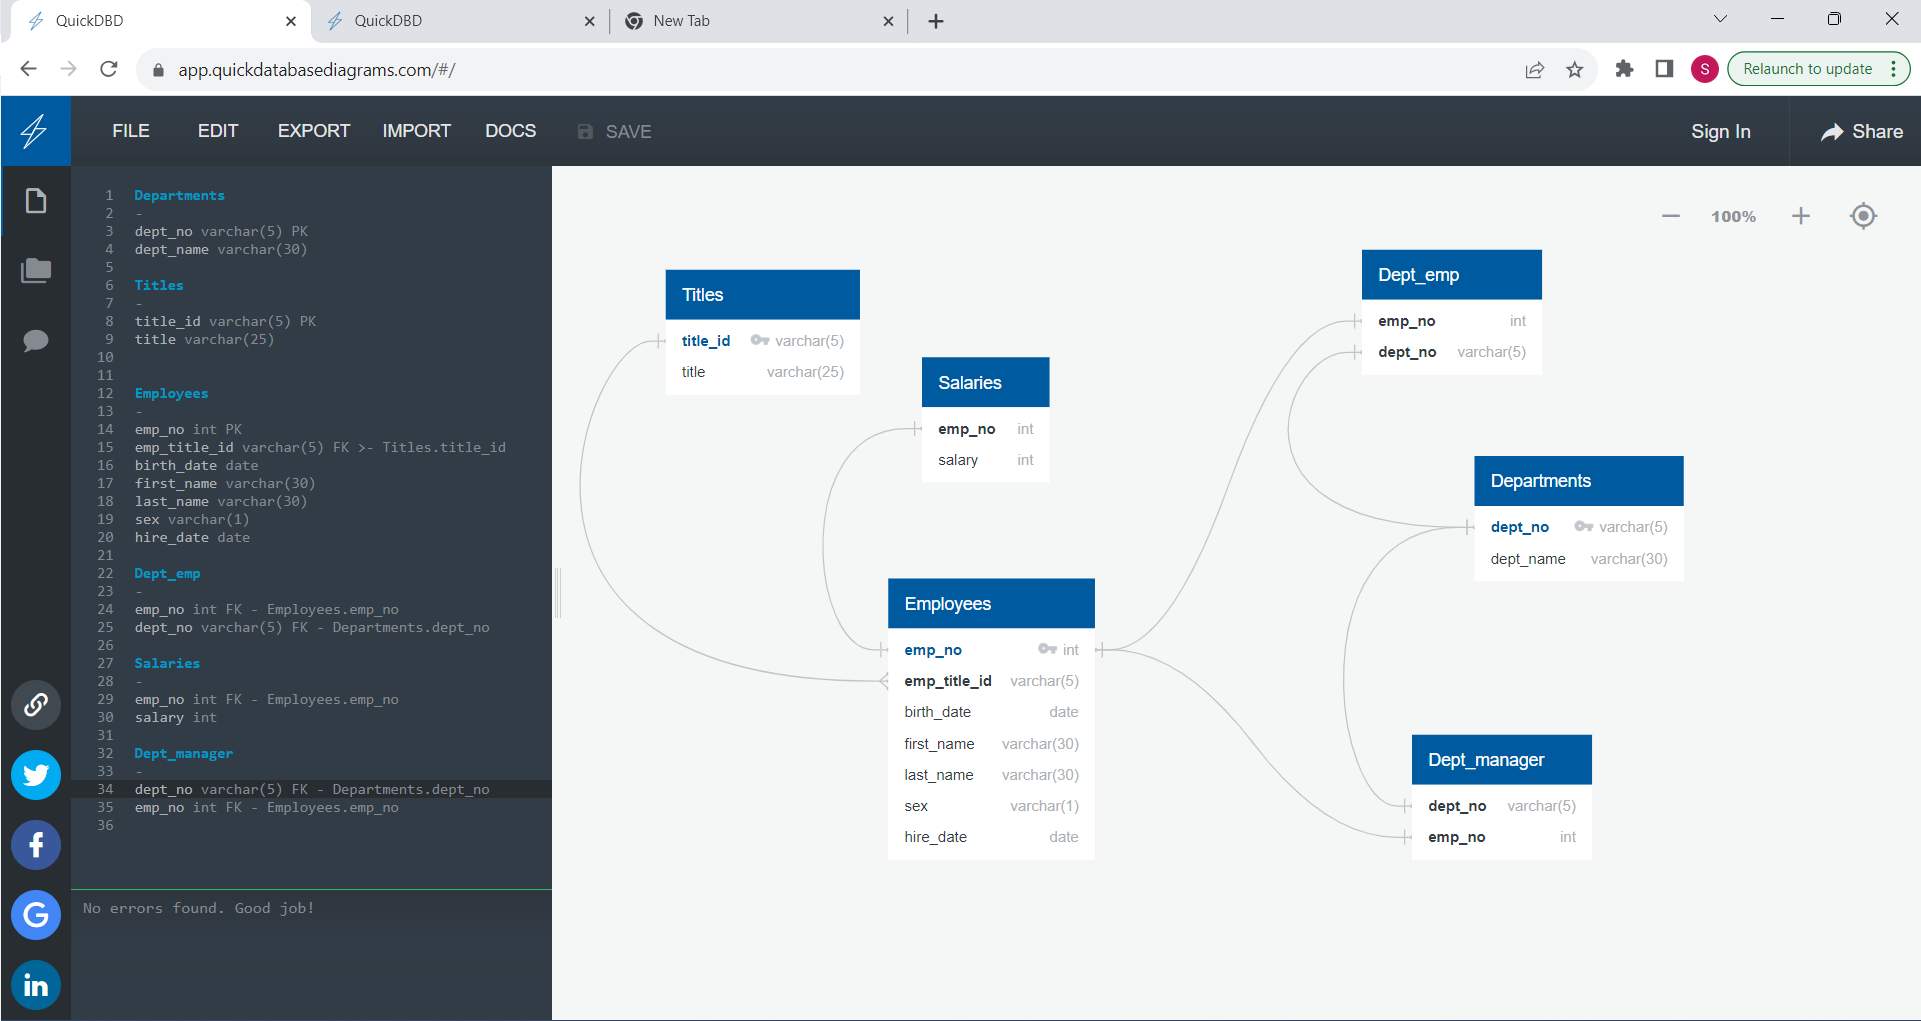 QuickDBD
QuickDBD
New Tab
app.quickdatabasediagrams.com/#/
S
Relaunch to update
FILE EDIT EXPORT IMPORT DOCS SAVE
Sign In
Share
1 Departments
2 -
3 dept_no varchar(5) PK
4 dept_name varchar(30)
5
6 Titles
7 -
8 title_id varchar(5) PK
9 title varchar(25)
10
11
12 Employees
13 -
14 emp_no int PK
15 emp_title_id varchar(5) FK >- Titles.title_id
16 birth_date date
17 first_name varchar(30)
18 last_name varchar(30)
19 sex varchar(1)
20 hire_date date
21
22 Dept_emp
23 -
24 emp_no int FK - Employees.emp_no
25 dept_no varchar(5) FK - Departments.dept_no
26
27 Salaries
28 -
29 emp_no int FK - Employees.emp_no
30 salary int
31
32 Dept_manager
33 -
34 dept_no varchar(5) FK - Departments.dept_no
35 emp_no int FK - Employees.emp_no
36
No errors found. Good job!
f
G
in
100%
Titles
title_id varchar(5)
title varchar(25)
Salaries
emp_no int
salary int
Employees
emp_no int
emp_title_id varchar(5)
birth_date date
first_name varchar(30)
last_name varchar(30)
sex varchar(1)
hire_date date
Dept_emp
emp_no int
dept_no varchar(5)
Departments
dept_no varchar(5)
dept_name varchar(30)
Dept_manager
dept_no varchar(5)
emp_no int